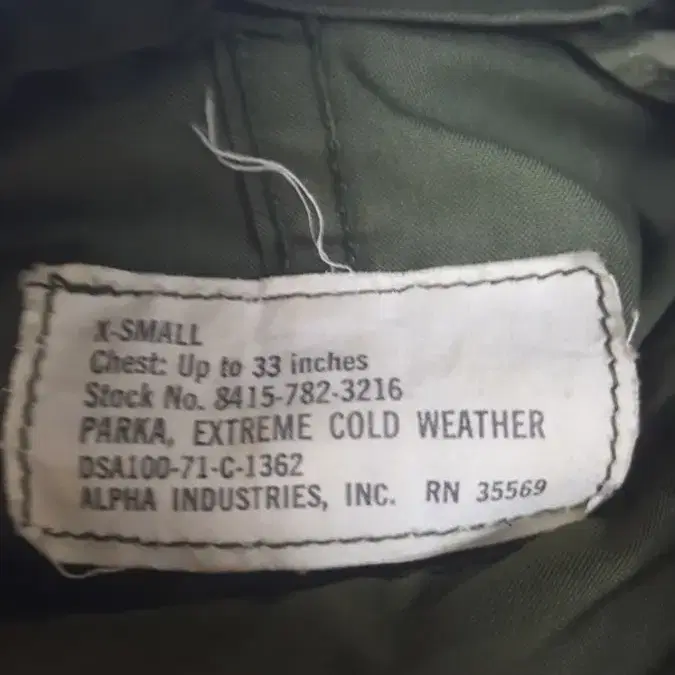 X-SMALL
Chest: Up to 33 inches
Stock No. 8415-782-3216
PARKA, EXTREME COLD WEATHER
DSA100-71-C-1362
ALPHA INDUSTRIES, INC. RN 35569